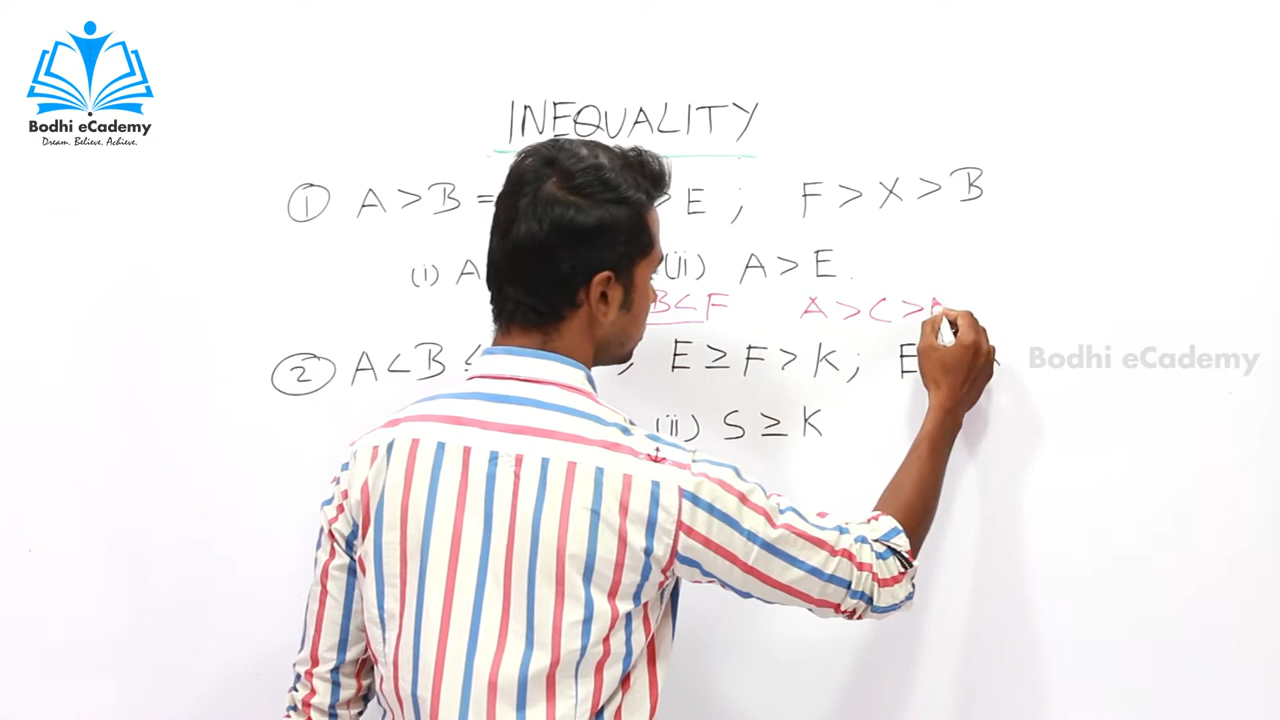 Bodhi eCademy
Dream. Believe. Achieve.
INEQUALITY
1 A > B = > E ; F > X > B
(i) A (ii) A > E
B < F A > C >
2 A < B ≤ ; E ≥ F > K ; E
Bodhi eCademy
(ii) S ≥ K